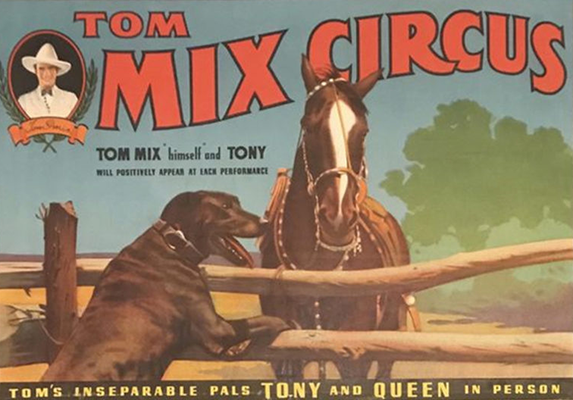 TOM
MIX CIRCUS
TOM MIX "himself" and TONY
WILL POSITIVELY APPEAR AT EACH PERFORMANCE
TOM'S INSEPARABLE PALS TONY AND QUEEN IN PERSON